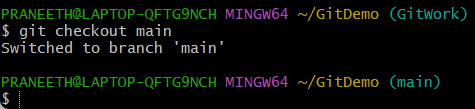 PRANEETH@LAPTOP-QFTG9NCH MINGW64 ~/GitDemo (GitWork)
$ git checkout main
Switched to branch 'main'
PRANEETH@LAPTOP-QFTG9NCH MINGW64 ~/GitDemo (main)
$